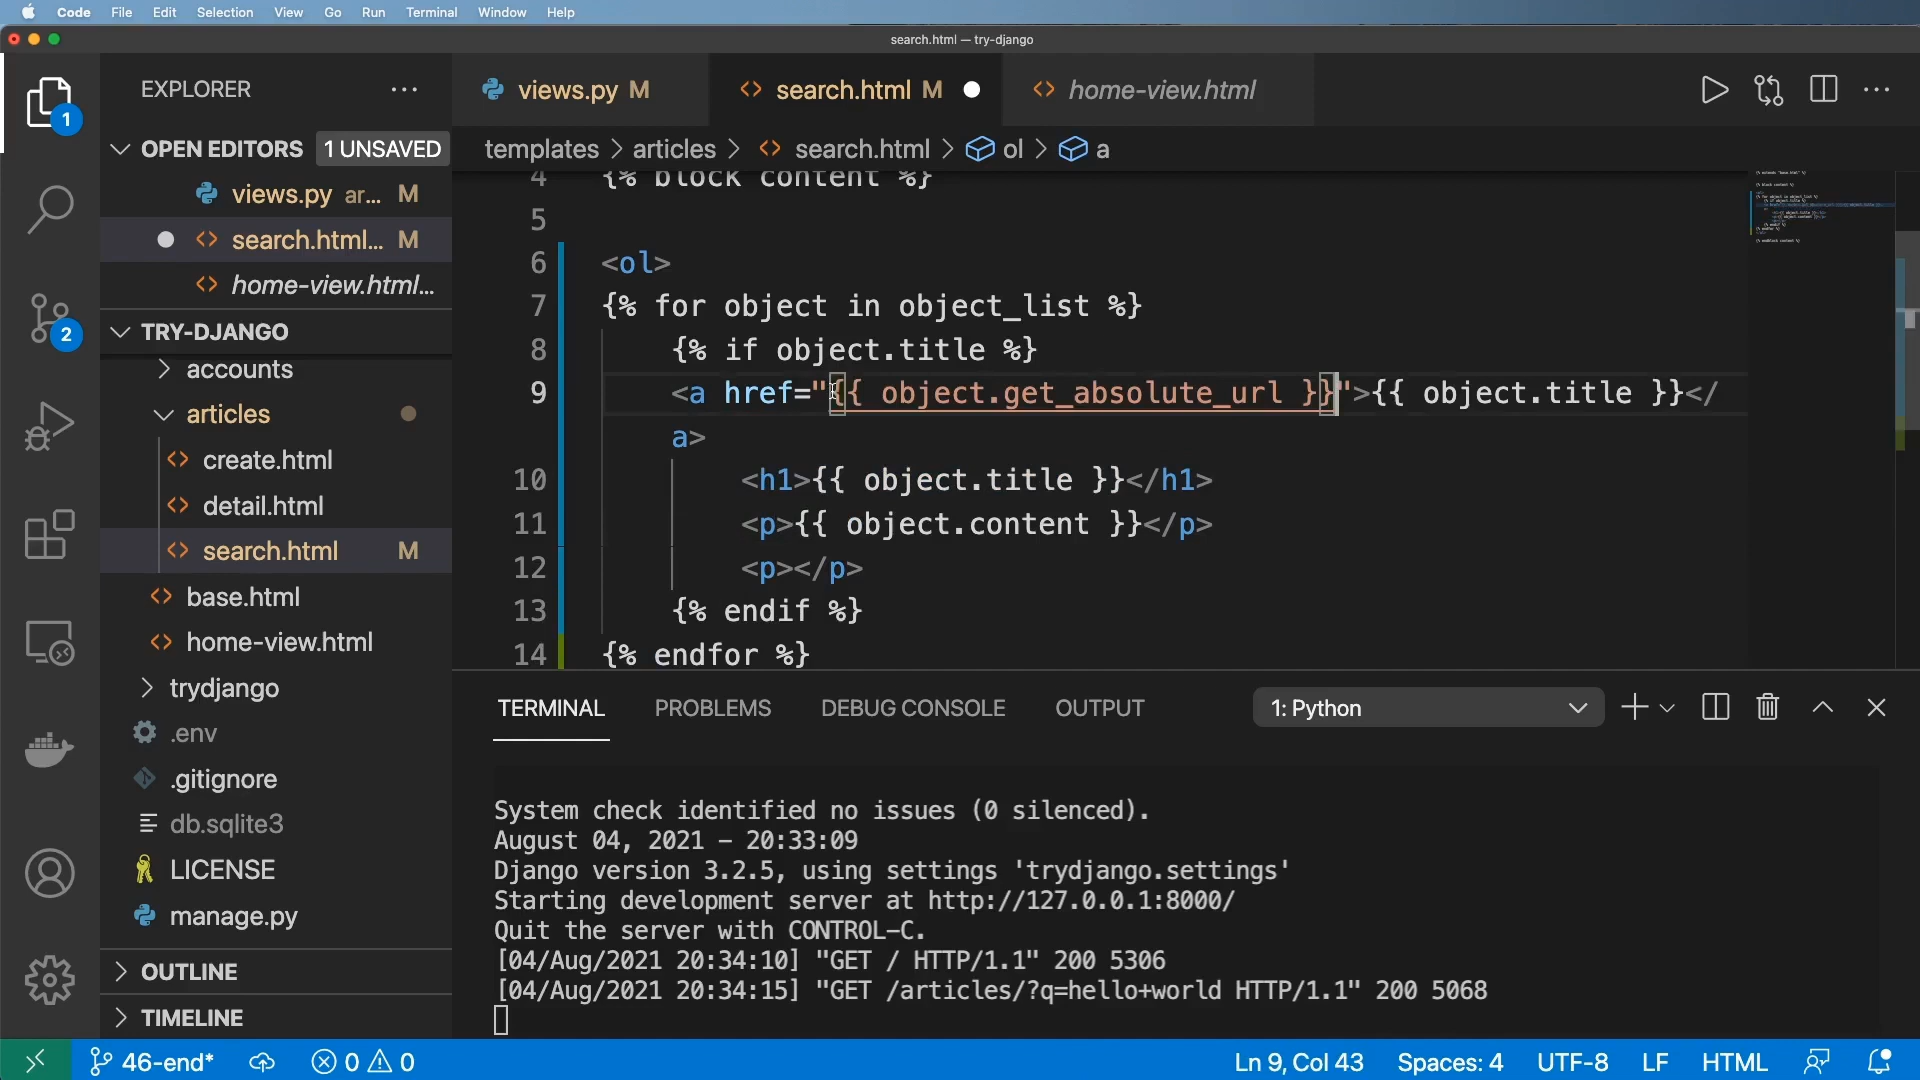 Code File Edit Selection View Go Run Terminal Window Help
search.html — try-django
EXPLORER
views.py M
search.html M
home-view.html
OPEN EDITORS 1 UNSAVED
templates > articles > search.html > ol > a
views.py ar... M
search.html... M
home-view.html...
TRY-DJANGO
accounts
articles
create.html
detail.html
search.html M
base.html
home-view.html
trydjango
.env
.gitignore
db.sqlite3
LICENSE
manage.py
OUTLINE
TIMELINE
1
2
4 {% block content %}
5
6 <ol>
7 {% for object in object_list %}
8 {% if object.title %}
9 <a href="{{ object.get_absolute_url }}">{{ object.title }}</
a>
10 <h1>{{ object.title }}</h1>
11 <p>{{ object.content }}</p>
12 <p></p>
13 {% endif %}
14 {% endfor %}
TERMINAL PROBLEMS DEBUG CONSOLE OUTPUT 1: Python
System check identified no issues (0 silenced).
August 04, 2021 - 20:33:09
Django version 3.2.5, using settings 'trydjango.settings'
Starting development server at http://127.0.0.1:8000/
Quit the server with CONTROL-C.
[04/Aug/2021 20:34:10] "GET / HTTP/1.1" 200 5306
[04/Aug/2021 20:34:15] "GET /articles/?q=hello+world HTTP/1.1" 200 5068
46-end* 0 0 Ln 9, Col 43 Spaces: 4 UTF-8 LF HTML